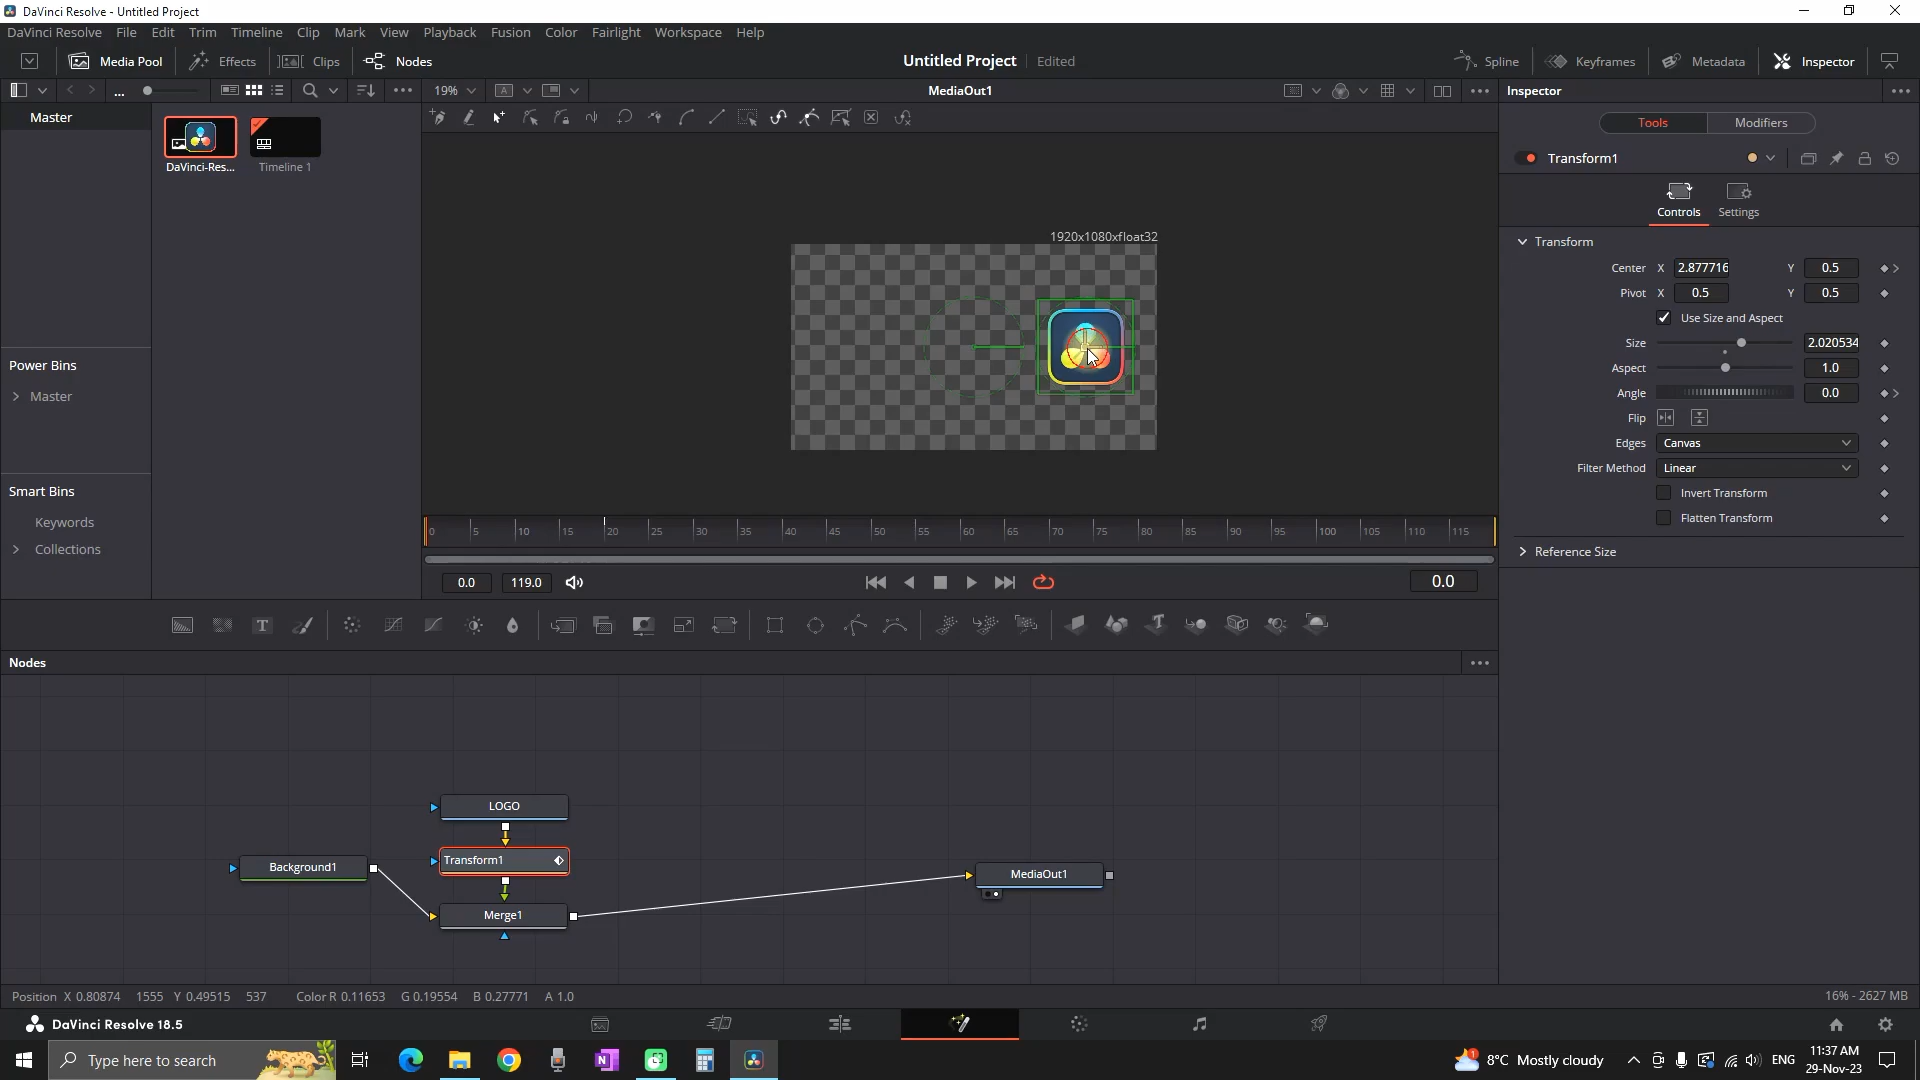 DaVinci Resolve - Untitled Project
DaVinci Resolve File Edit Trim Timeline Clip Mark View Playback Fusion Color Fairlight Workspace Help
Media Pool Effects Clips Nodes Untitled Project Edited Spline Keyframes Metadata Inspector
... 19% A MediaOut1 Inspector
Master
Tools Modifiers
DaVinci-Res... Timeline 1
Transform1
Controls Settings
1920x1080xfloat32
Transform
Center X 2.877716 Y 0.5
Pivot X 0.5 Y 0.5
Use Size and Aspect
Size 2.020534
Aspect 1.0
Angle 0.0
Flip
Edges Canvas
Filter Method Linear
Invert Transform
Flatten Transform
Reference Size
Power Bins
Master
Smart Bins
Keywords
Collections
0 5 10 15 20 25 30 35 40 45 50 55 60 65 70 75 80 85 90 95 100 105 110 115
0.0 119.0 0.0
T
Nodes
LOGO
Transform1
Background1
Merge1
MediaOut1
Position X 0.80874 1555 Y 0.49515 537 Color R 0.11653 G 0.19554 B 0.27771 A 1.0 16% - 2627 MB
DaVinci Resolve 18.5
Type here to search 8°C Mostly cloudy ENG 11:37 AM
29-Nov-23